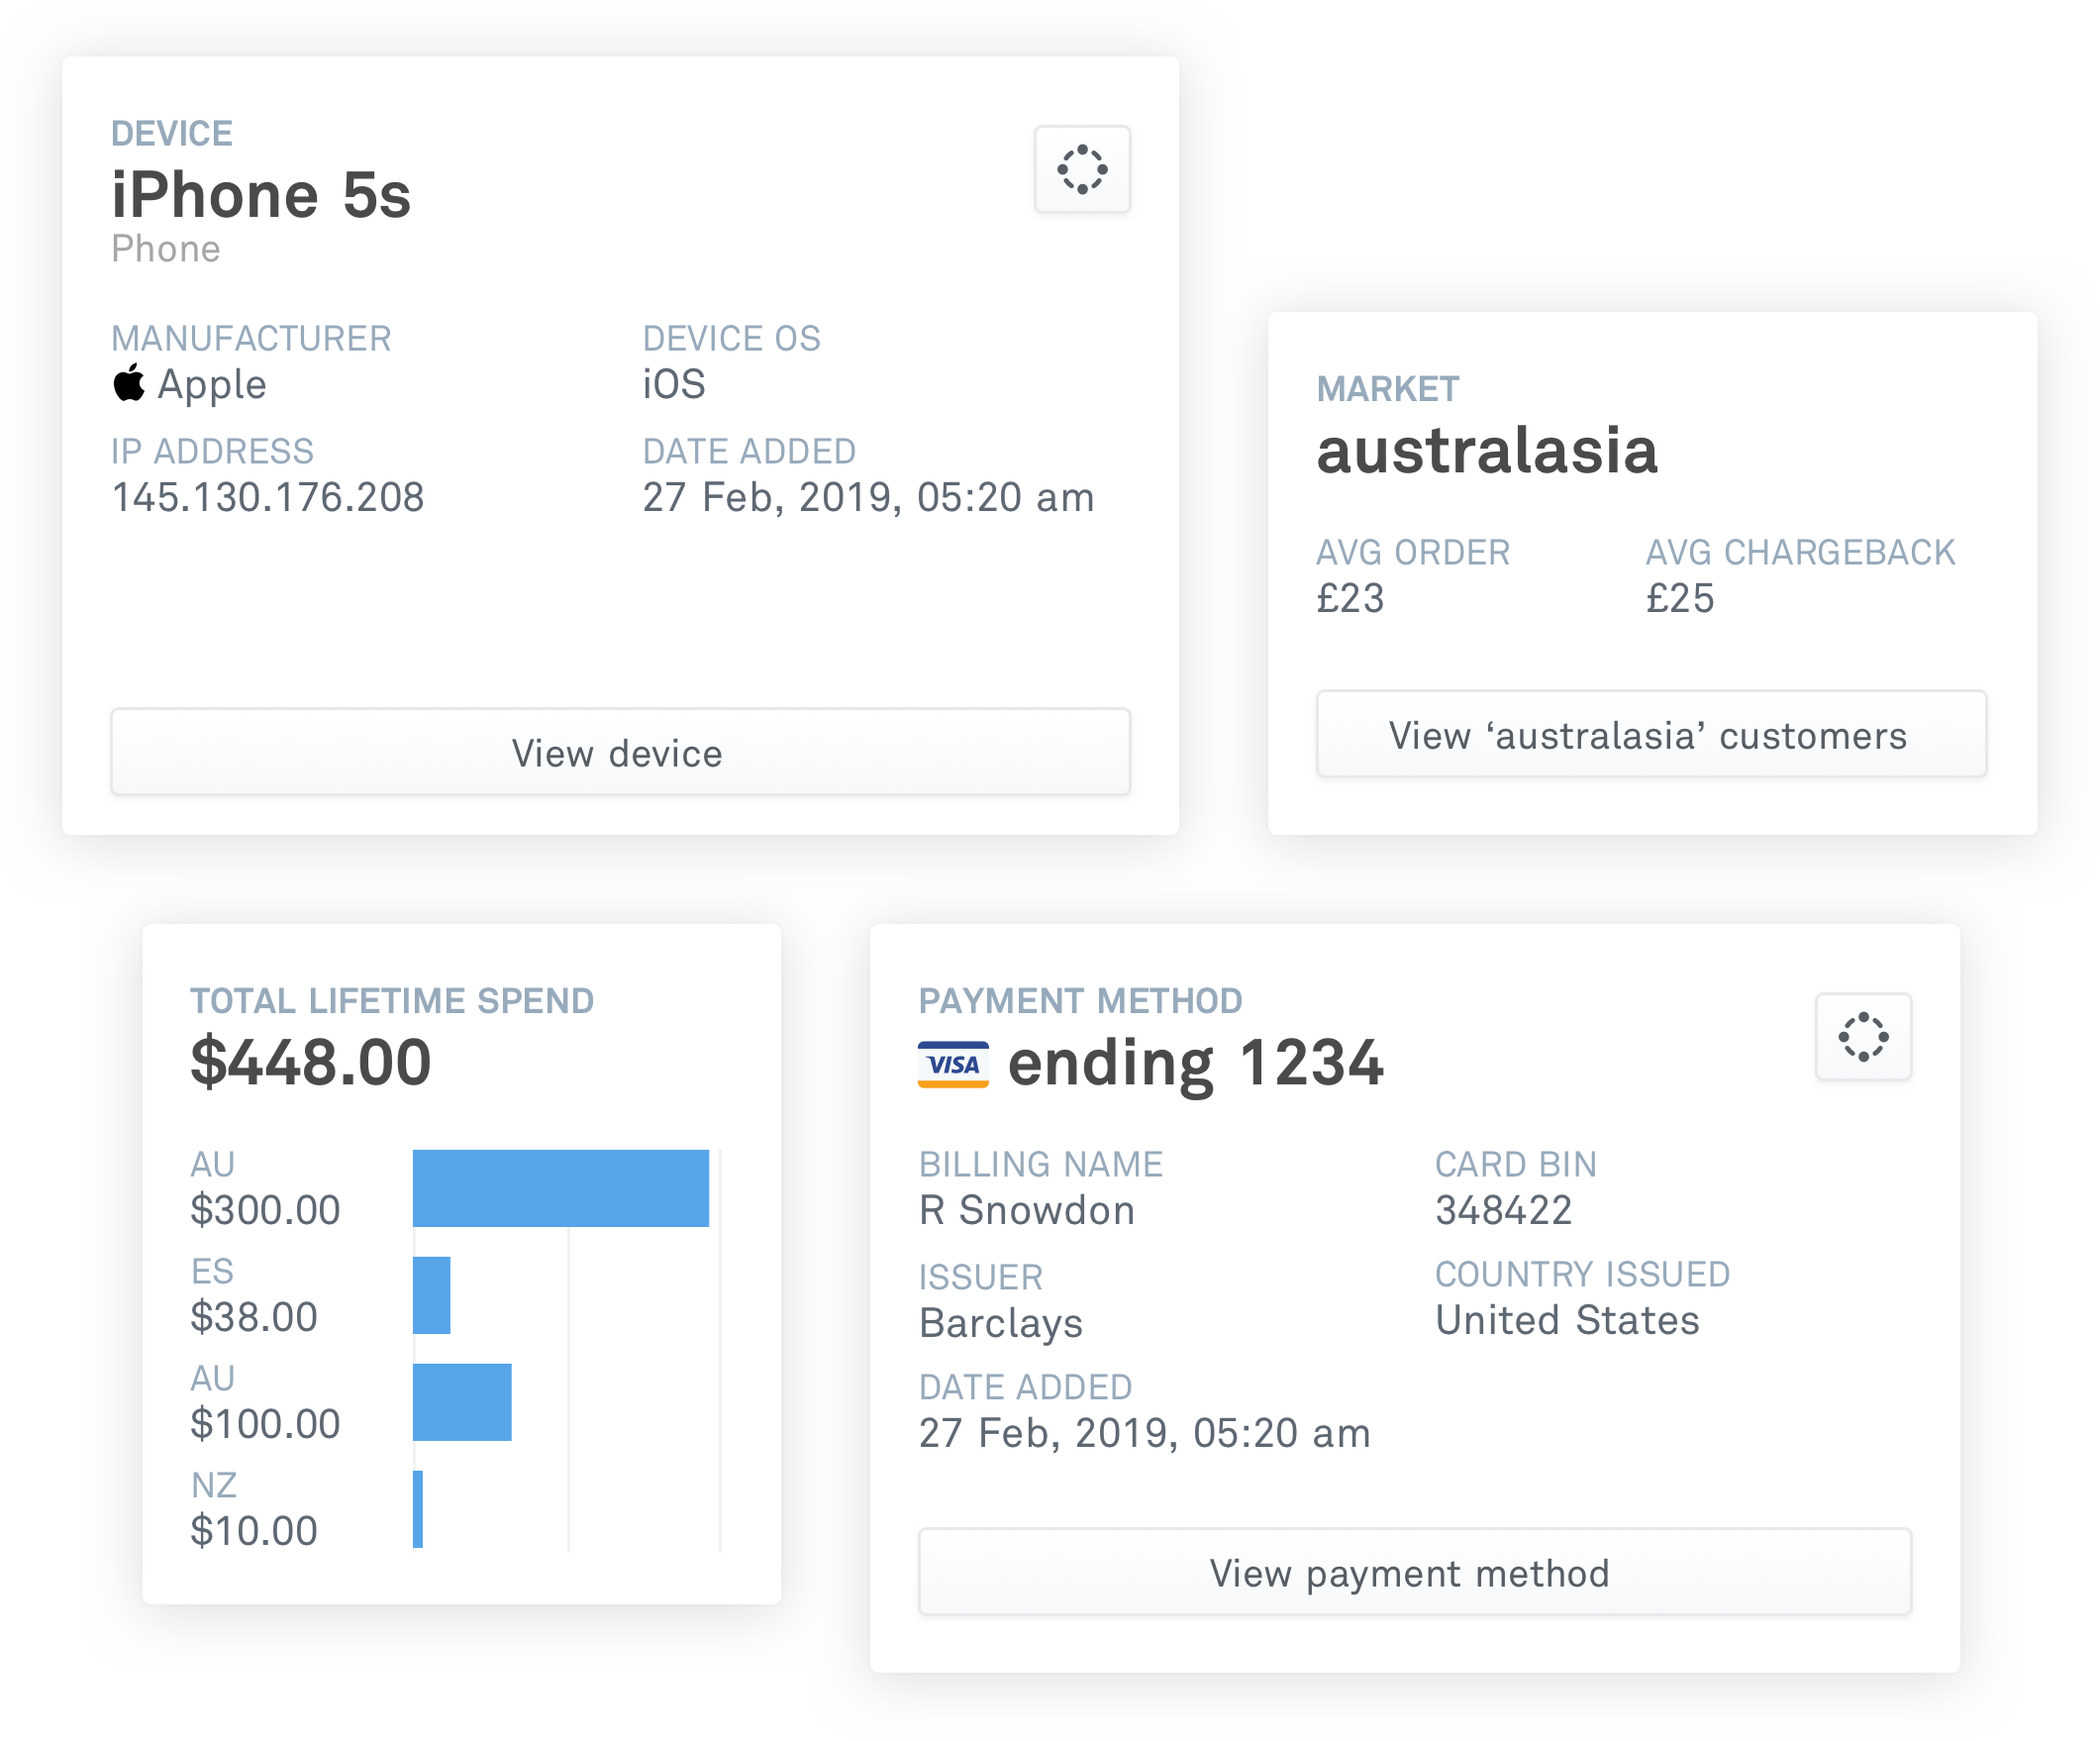 DEVICE
iPhone 5s
Phone
MANUFACTURER
Apple
DEVICE OS
iOS
IP ADDRESS
145.130.176.208
DATE ADDED
27 Feb, 2019, 05:20 am
View device
MARKET
australasia
AVG ORDER
£23
AVG CHARGEBACK
£25
View ‘australasia’ customers
TOTAL LIFETIME SPEND
$448.00
AU
$300.00
ES
$38.00
AU
$100.00
NZ
$10.00
PAYMENT METHOD
VISA ending 1234
BILLING NAME
R Snowdon
CARD BIN
348422
ISSUER
Barclays
COUNTRY ISSUED
United States
DATE ADDED
27 Feb, 2019, 05:20 am
View payment method